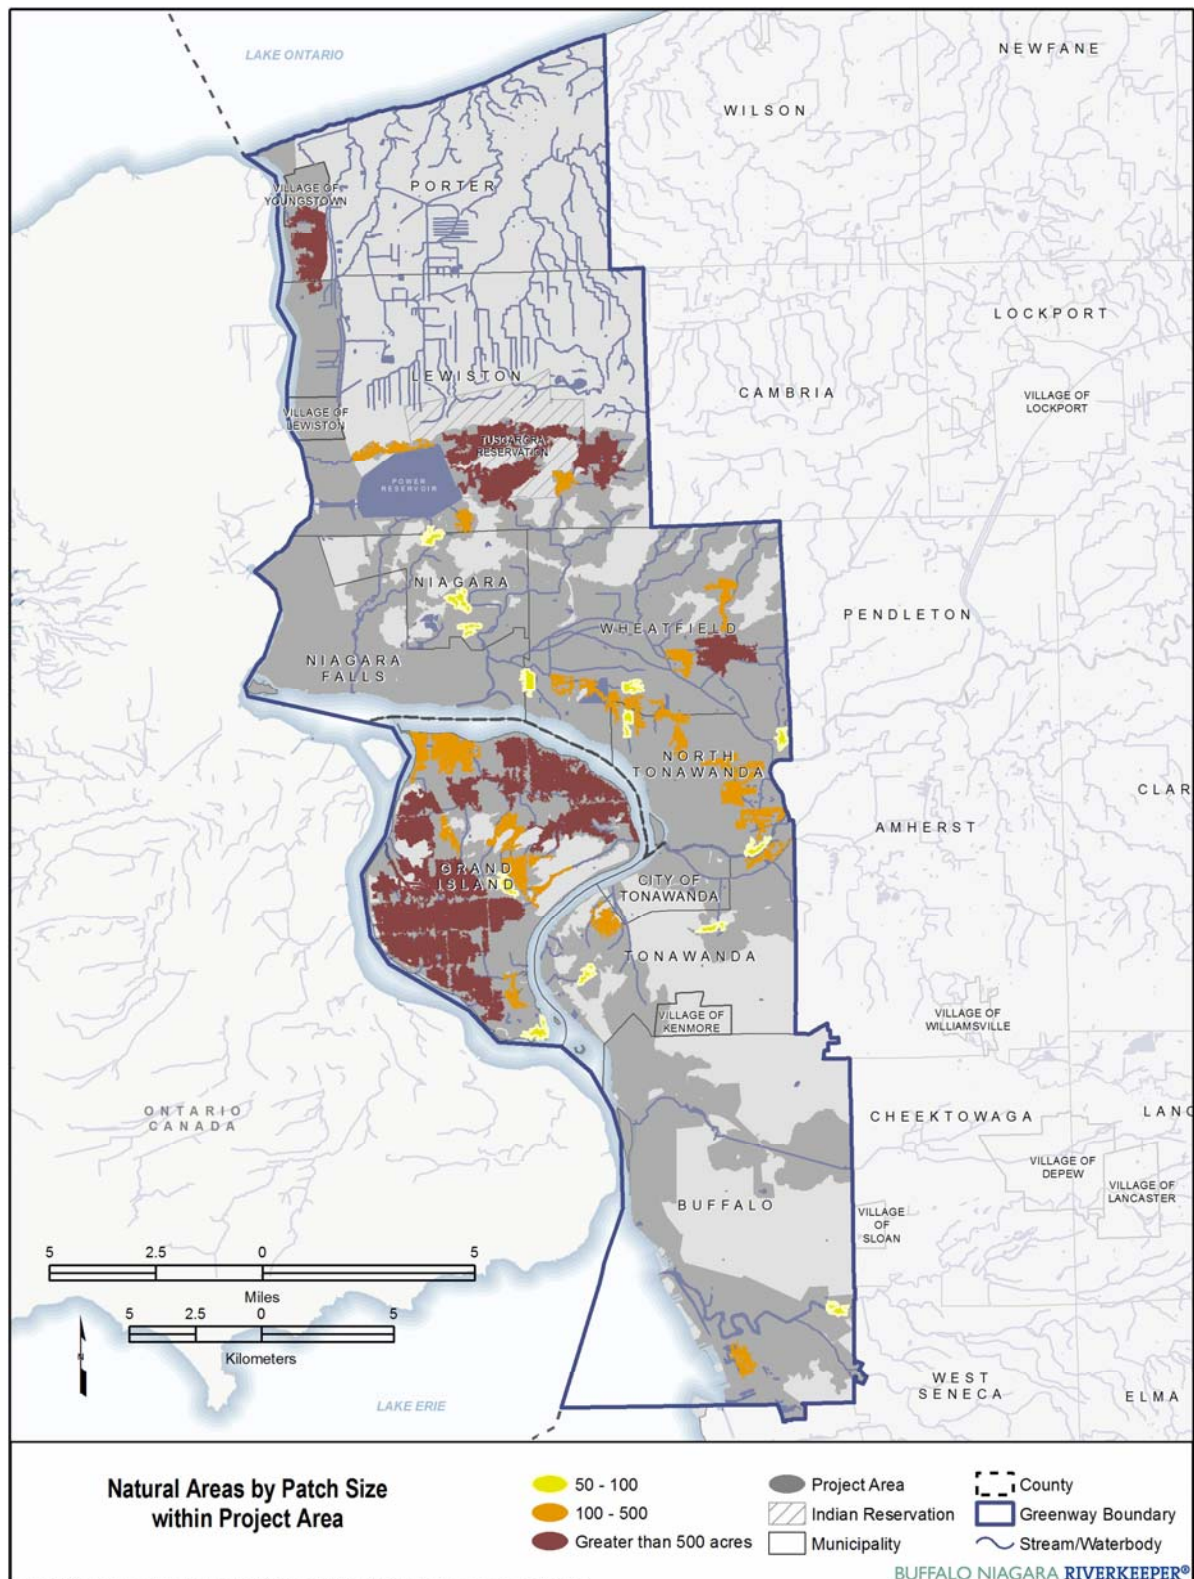 LAKE ONTARIO
NEWFANE
WILSON
PORTER
VILLAGE OF
YOUNGSTOWN
LOCKPORT
LEWISTON
CAMBRIA
VILLAGE OF
LOCKPORT
VILLAGE OF
LEWISTON
TUSCARORA
RESERVATION
POWER
RESERVOIR
NIAGARA
PENDLETON
WHEATFIELD
NIAGARA
FALLS
NORTH
TONAWANDA
CLAR
AMHERST
GRAND
ISLAND
CITY OF
TONAWANDA
TONAWANDA
VILLAGE OF
KENMORE
VILLAGE OF
WILLIAMSVILLE
ONTARIO
CANADA
CHEEKTOWAGA
LANC
VILLAGE OF
DEPEW
VILLAGE OF
LANCASTER
BUFFALO
VILLAGE
OF
SLOAN
5 2.5 0 5
Miles
5 2.5 0 5
Kilometers
N
WEST
SENECA
ELMA
LAKE ERIE
Natural Areas by Patch Size
within Project Area
50 - 100
100 - 500
Greater than 500 acres
Project Area
Indian Reservation
Municipality
County
Greenway Boundary
Stream/Waterbody
BUFFALO NIAGARA RIVERKEEPER®